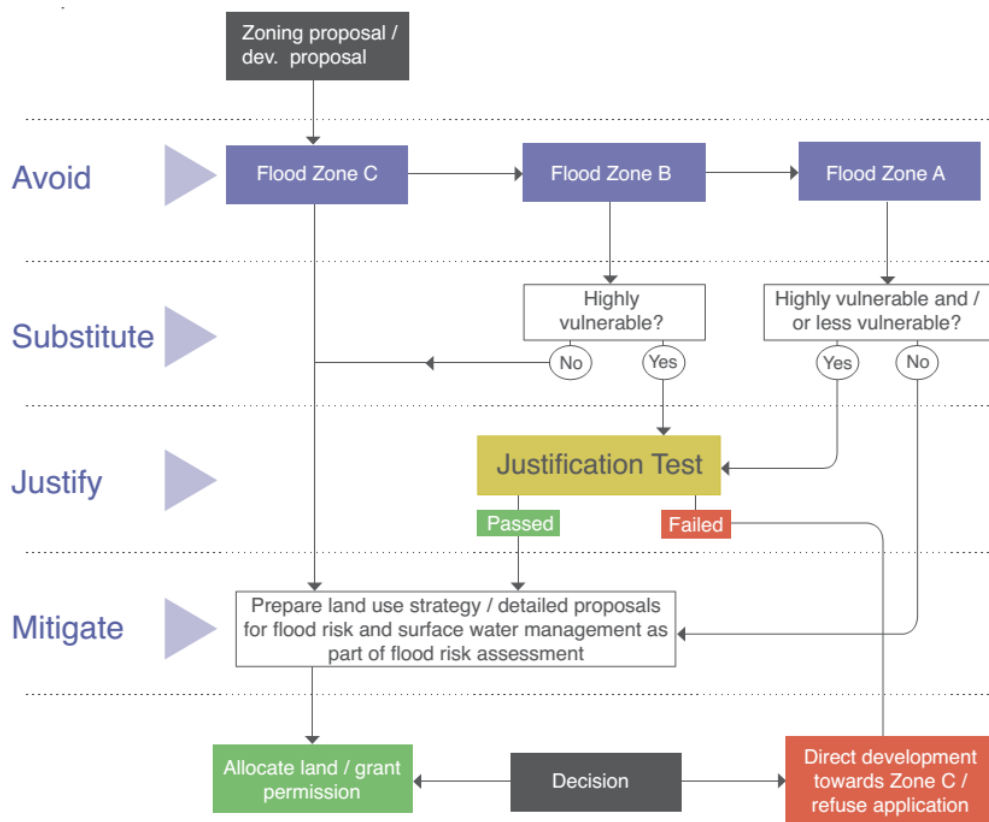 Zoning proposal /
dev. proposal
Avoid
Flood Zone C
Flood Zone B
Flood Zone A
Substitute
Highly
vulnerable?
Highly vulnerable and /
or less vulnerable?
No
Yes
Yes
No
Justify
Justification Test
Passed
Failed
Mitigate
Prepare land use strategy / detailed proposals
for flood risk and surface water management as
part of flood risk assessment
Allocate land / grant
permission
Decision
Direct development
towards Zone C /
refuse application